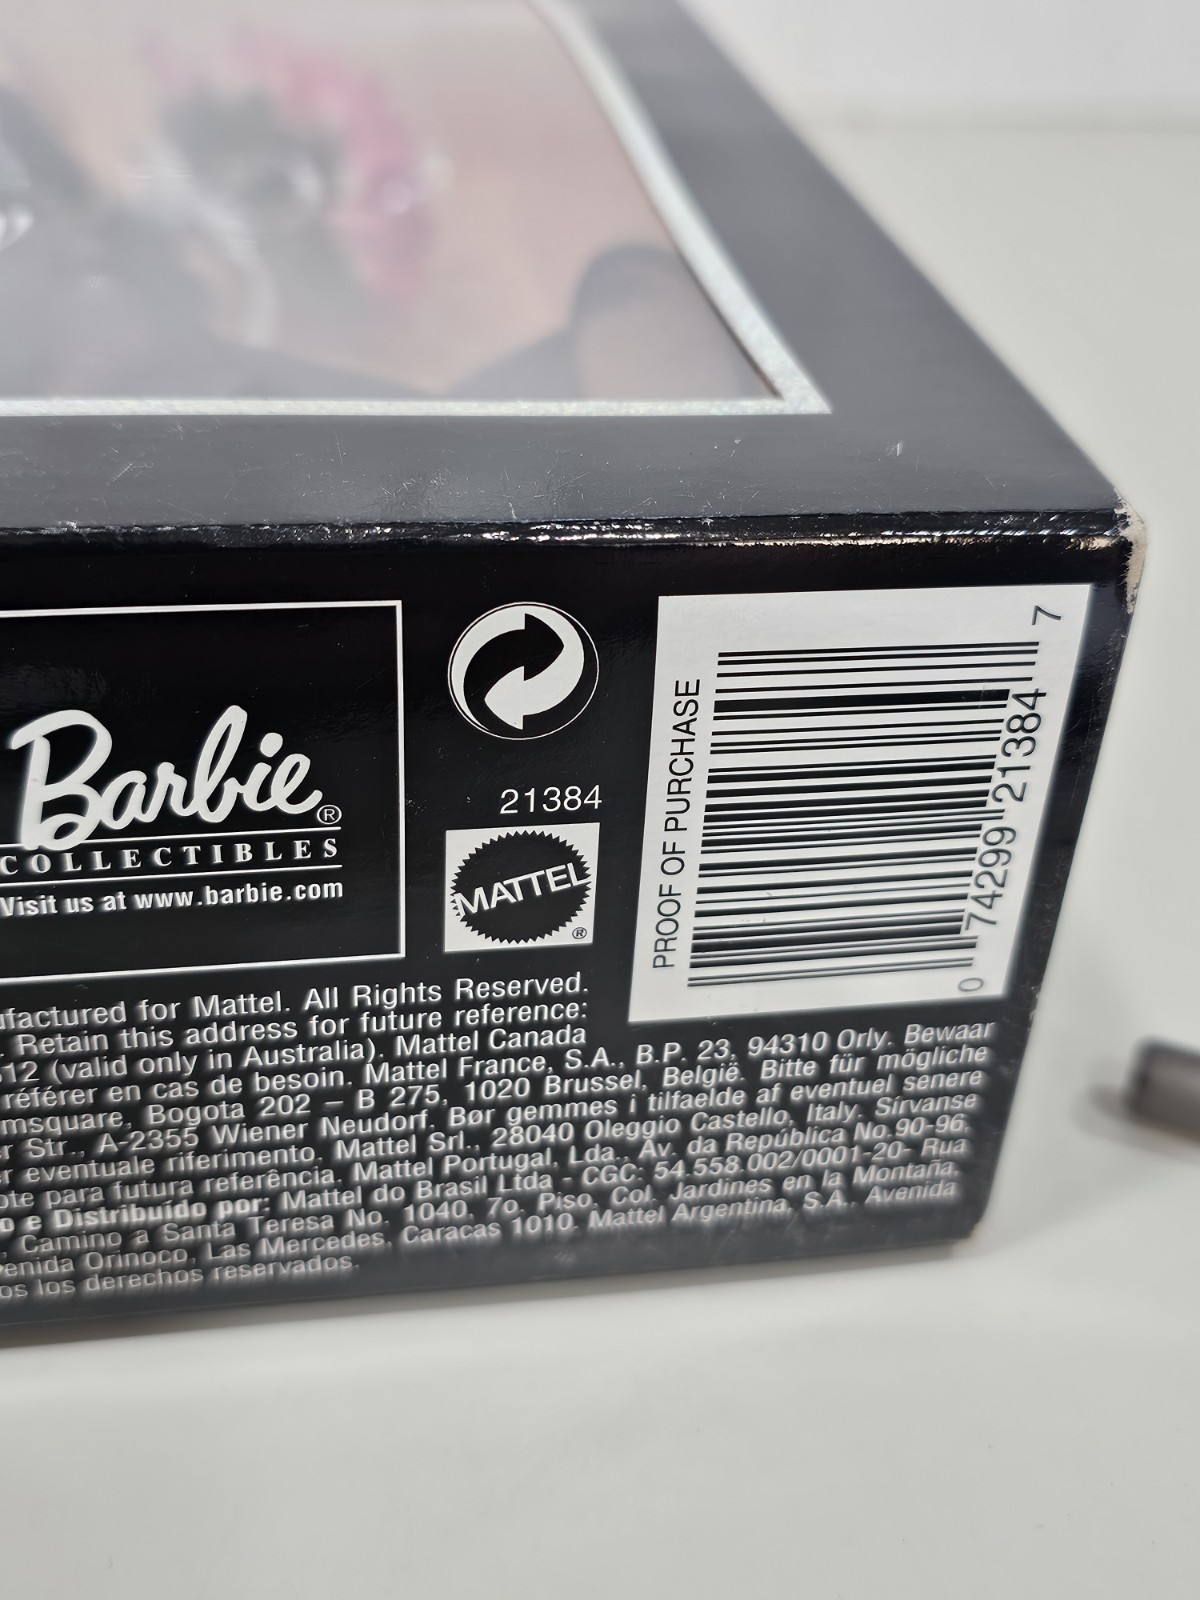 Barbie®
COLLECTIBLES
Visit us at www.barbie.com
21384
MATTEL
®
PROOF OF PURCHASE
0 74299 21384 7
ufactured for Mattel. All Rights Reserved.
. Retain this address for future reference:
12 (valid only in Australia). Mattel Canada
référer en cas de besoin. Mattel France, S.A., B.P. 23, 94310 Orly. Bewaar
msquare, Bogota 202 – B 275, 1020 Brussel, België. Bitte für mögliche
r Str., A-2355 Wiener Neudorf. Bør gemmes i tilfaelde af eventuel senere
r eventuale riferimento. Mattel Srl., 28040 Oleggio Castello, Italy. Sírvanse
ote para futura referência. Mattel Portugal, Lda., Av. da República No.90-96,
o e Distribuido por: Mattel do Brasil Ltda - CGC: 54.558.002/0001-20- Rua
, Camino a Santa Teresa No. 1040, 7o. Piso, Col. Jardines en la Montaña,
enida Orinoco, Las Mercedes, Caracas 1010. Mattel Argentina, S.A., Avenida
os los derechos reservados.